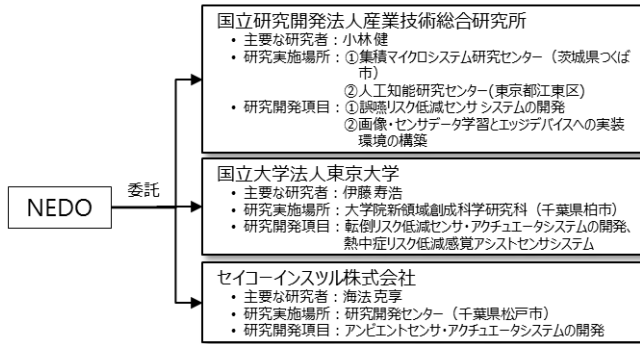 国立研究開発法人産業技術総合研究所
• 主要な研究者：小林健
• 研究実施場所：①集積マイクロシステム研究センター（茨城県つくば
市）
②人工知能研究センター(東京都江東区)
• 研究開発項目：①誤嚥リスク低減センサシステムの開発
②画像・センサデータ学習とエッジデバイスへの実装
環境の構築
NEDO
委託
国立大学法人東京大学
• 主要な研究者：伊藤寿浩
• 研究実施場所：大学院新領域創成科学研究科（千葉県柏市）
• 研究開発項目：転倒リスク低減センサ・アクチュエータシステムの開発、
熱中症リスク低減感覚アシストセンサシステム
セイコーインスツル株式会社
• 主要な研究者：海法克享
• 研究実施場所：研究開発センター（千葉県松戸市）
• 研究開発項目：アンビエントセンサ・アクチュエータシステムの開発